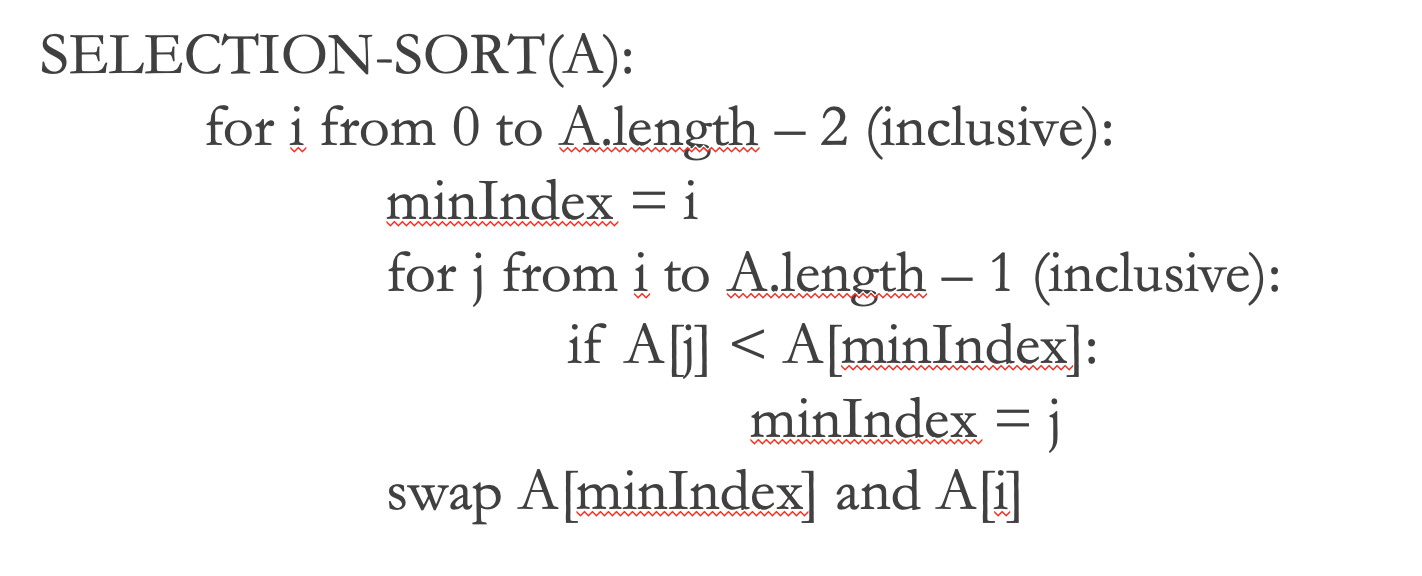 SELECTION-SORT(A):
for i from 0 to A.length – 2 (inclusive):
minIndex = i
for j from i to A.length – 1 (inclusive):
if A[j] < A[minIndex]:
minIndex = j
swap A[minIndex] and A[i]